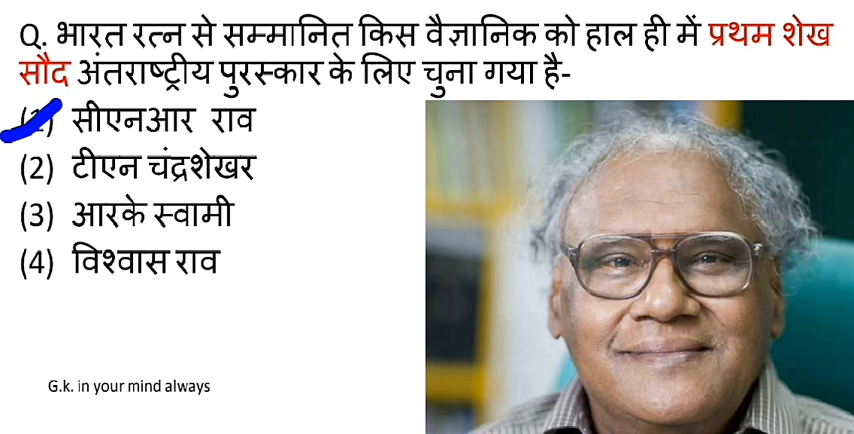 Q. भारत रत्न से सम्मानित किस वैज्ञानिक को हाल ही में प्रथम शेख
सौद अंतराष्ट्रीय पुरस्कार के लिए चुना गया है-
(1) सीएनआर राव
(2) टीएन चंद्रशेखर
(3) आरके स्वामी
(4) विश्वास राव
G.k. in your mind always